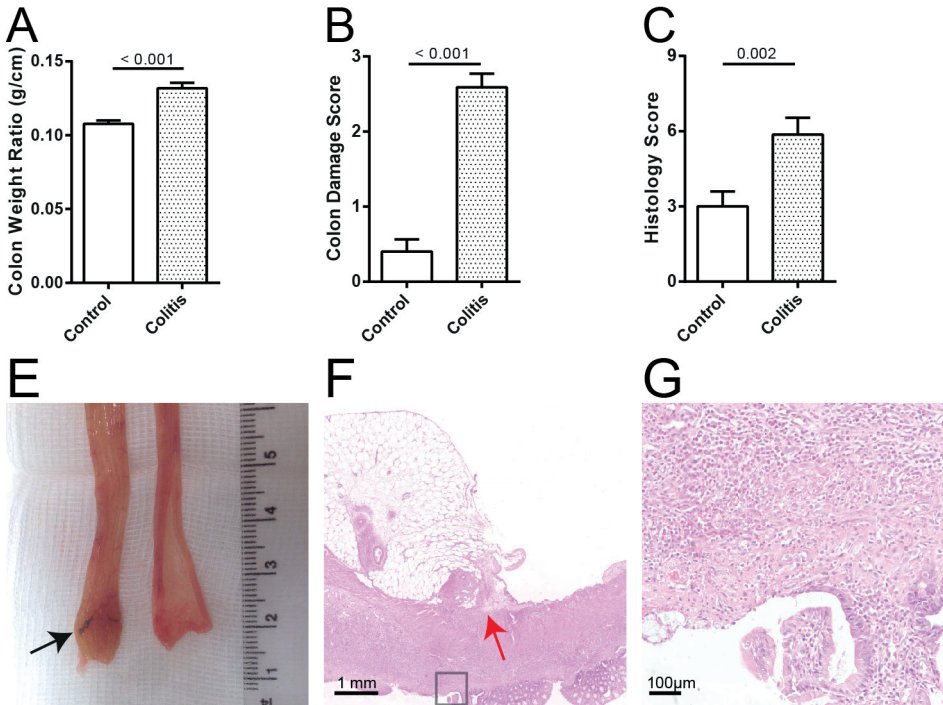 A
B
C
Colon Weight Ratio (g/cm)
0.15
0.10
0.05
0.00
< 0.001
Control
Colitis
Colon Damage Score
3
2
1
0
< 0.001
Control
Colitis
Histology Score
9
6
3
0
0.002
Control
Colitis
E
F
G
5
4
3
2
1
1 mm
100μm